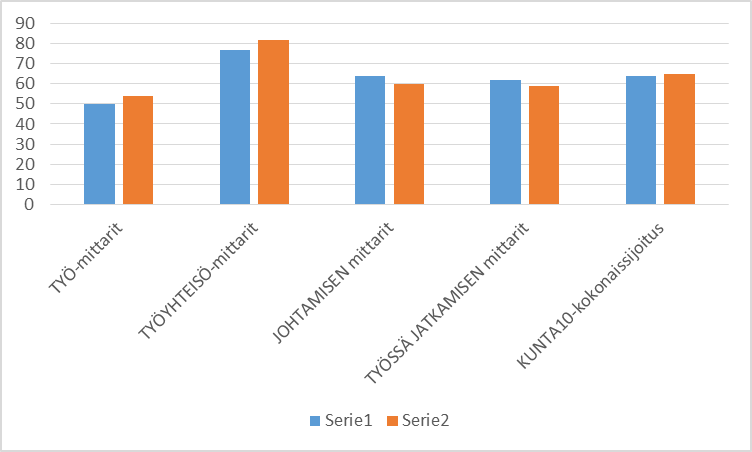 90
80
70
60
50
40
30
20
10
0
TYÖ-mittarit
TYÖYHTEISÖ-mittarit
JOHTAMISEN mittarit
TYÖSSÄ JATKAMISEN mittarit
KUNTA10-kokonaissijoitus
Serie1 Serie2